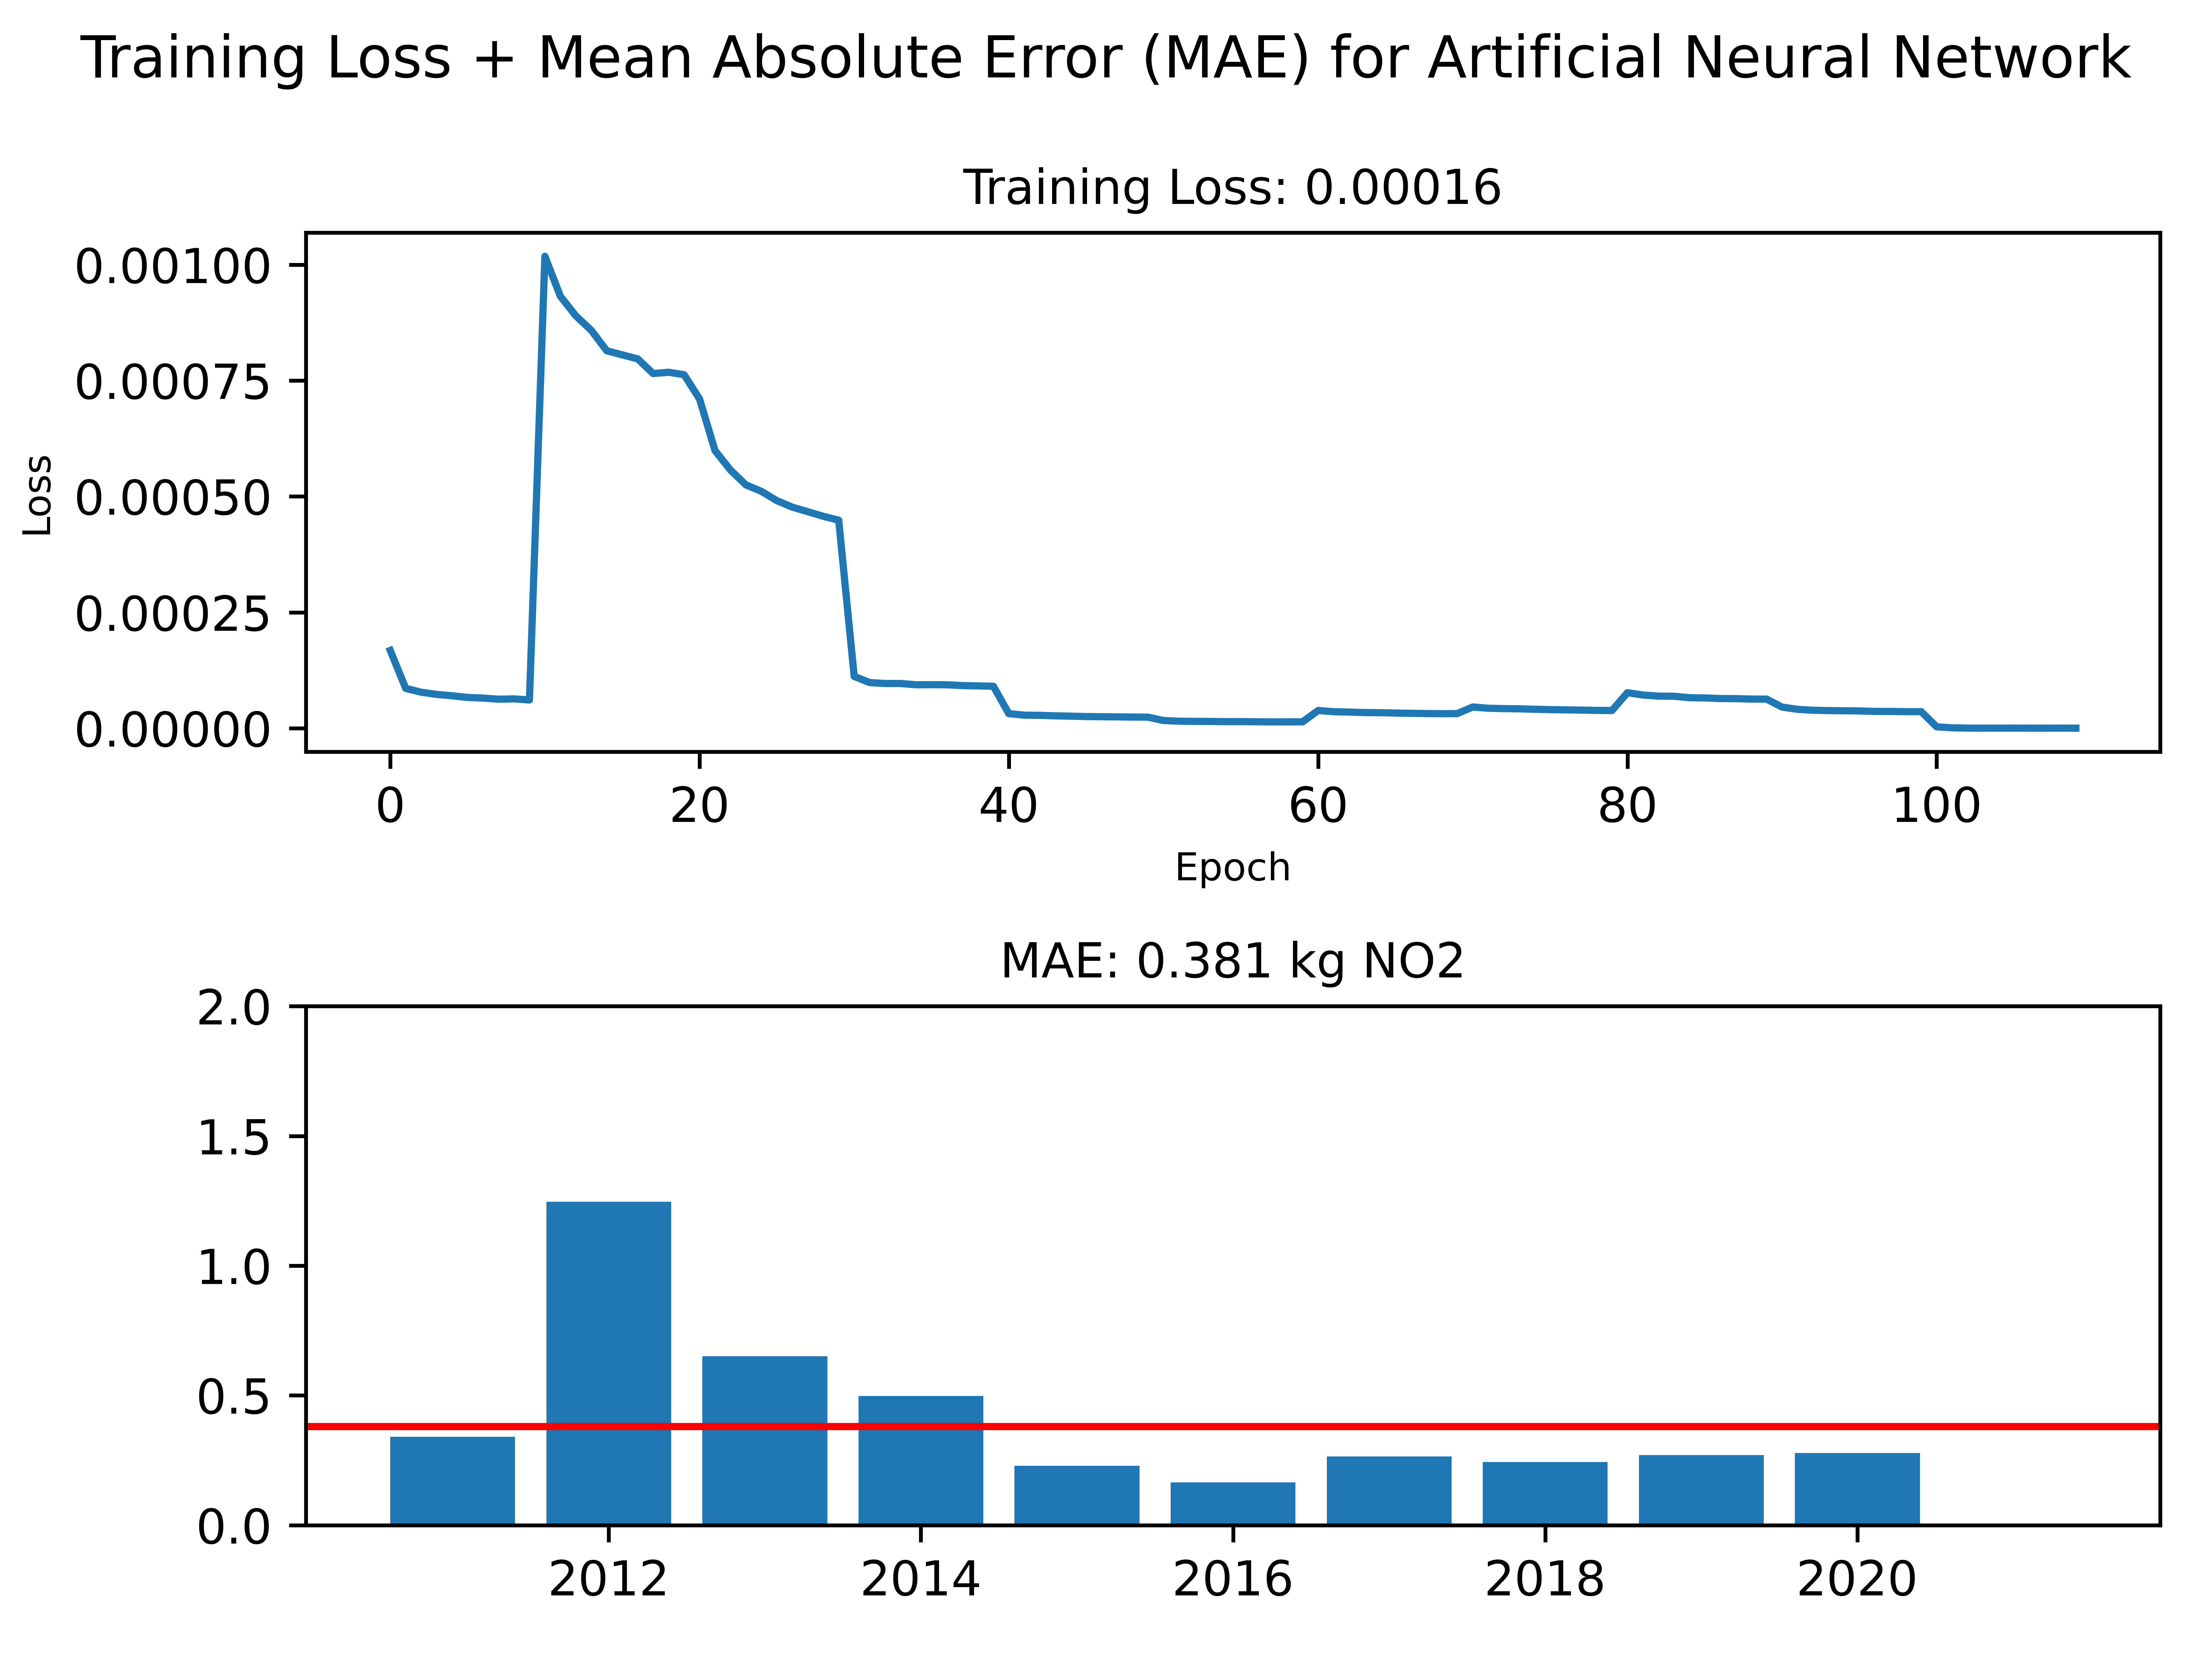 Training Loss + Mean Absolute Error (MAE) for Artificial Neural Network
Training Loss: 0.00016
0.00100
0.00075
0.00050
0.00025
0.00000
Loss
0 20 40 60 80 100
Epoch
MAE: 0.381 kg NO2
2.0
1.5
1.0
0.5
0.0
2012 2014 2016 2018 2020